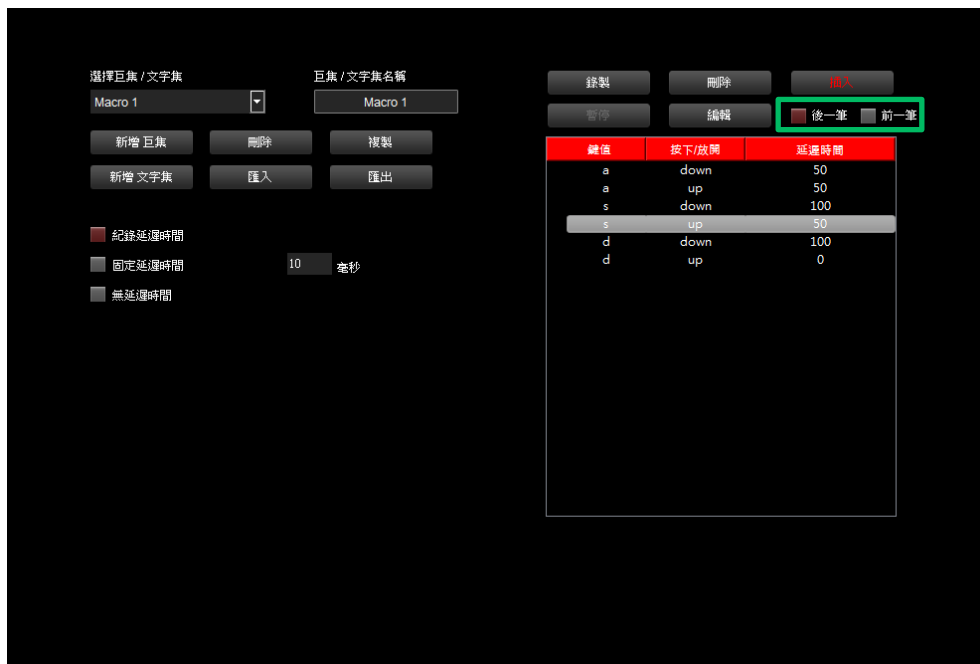 選擇巨集 / 文字集
Macro 1
巨集 / 文字集名稱
Macro 1
新增 巨集 刪除 複製
新增 文字集 匯入 匯出
紀錄延遲時間
固定延遲時間 10 毫秒
無延遲時間
錄製 刪除 插入
暫停 編輯 後一筆 前一筆
鍵值 按下/放開 延遲時間
a down 50
a up 50
s down 100
s up 50
d down 100
d up 0